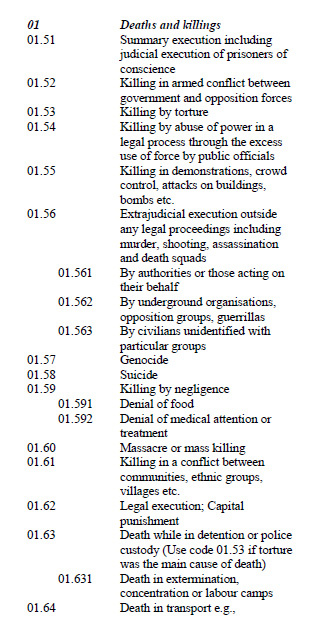 01 Deaths and killings
01.51 Summary execution including
judicial execution of prisoners of
conscience
01.52 Killing in armed conflict between
government and opposition forces
01.53 Killing by torture
01.54 Killing by abuse of power in a
legal process through the excess
use of force by public officials
01.55 Killing in demonstrations, crowd
control, attacks on buildings,
bombs etc.
01.56 Extrajudicial execution outside
any legal proceedings including
murder, shooting, assassination
and death squads
01.561 By authorities or those acting on
their behalf
01.562 By underground organisations,
opposition groups, guerrillas
01.563 By civilians unidentified with
particular groups
01.57 Genocide
01.58 Suicide
01.59 Killing by negligence
01.591 Denial of food
01.592 Denial of medical attention or
treatment
01.60 Massacre or mass killing
01.61 Killing in a conflict between
communities, ethnic groups,
villages etc.
01.62 Legal execution; Capital
punishment
01.63 Death while in detention or police
custody (Use code 01.53 if torture
was the main cause of death)
01.631 Death in extermination,
concentration or labour camps
01.64 Death in transport e.g.,